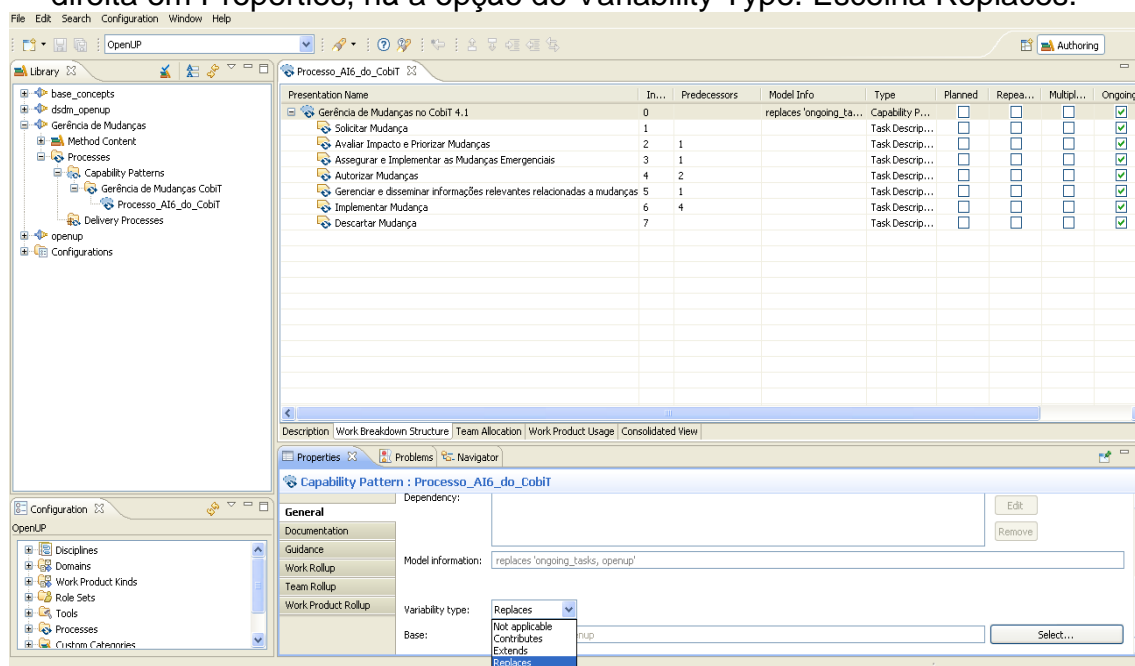 direita em Properties, há a opção de Variability Type. Escolha Replaces.
File Edit Search Configuration Window Help
OpenUP
Authoring
Library
Processo_AI6_do_CobiT
base_concepts
dsdm_openup
Gerência de Mudanças
Method Content
Processes
Capability Patterns
Gerência de Mudanças CobiT
Processo_AI6_do_CobiT
Delivery Processes
openup
Configurations
Presentation Name In... Predecessors Model Info Type Planned Repea... Multipl... Ongoing
Gerência de Mudanças no CobiT 4.1 0 replaces 'ongoing_ta... Capability P...
Solicitar Mudança 1 Task Descrip...
Avaliar Impacto e Priorizar Mudanças 2 1 Task Descrip...
Assegurar e Implementar as Mudanças Emergenciais 3 1 Task Descrip...
Autorizar Mudanças 4 2 Task Descrip...
Gerenciar e disseminar informações relevantes relacionadas a mudanças 5 1 Task Descrip...
Implementar Mudança 6 4 Task Descrip...
Descartar Mudança 7 Task Descrip...
Description Work Breakdown Structure Team Allocation Work Product Usage Consolidated View
Properties Problems Navigator
Capability Pattern : Processo_AI6_do_CobiT
General
Documentation
Guidance
Work Rollup
Team Rollup
Work Product Rollup
Dependency:
Edit
Remove
Model information: replaces 'ongoing_tasks, openup'
Variability type: Replaces
Not applicable
Contributes
Extends
Replaces
Base: Select...
Configuration
OpenUP
Disciplines
Domains
Work Product Kinds
Role Sets
Tools
Processes
Custom Categories